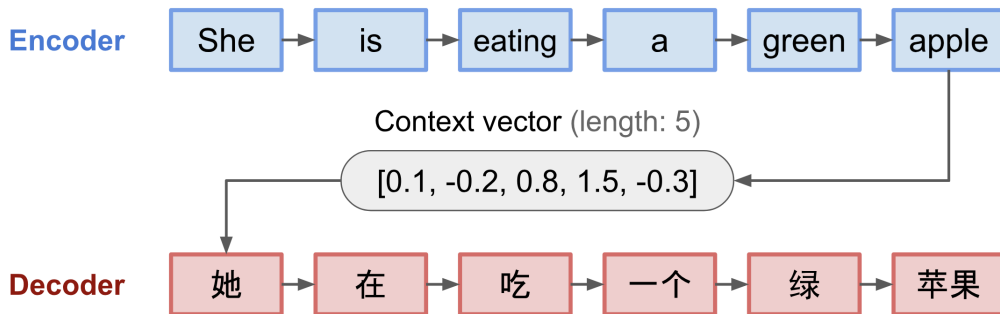 Encoder She is eating a green apple
Context vector (length: 5)
[0.1, -0.2, 0.8, 1.5, -0.3]
Decoder 她 在 吃 一个 绿 苹果